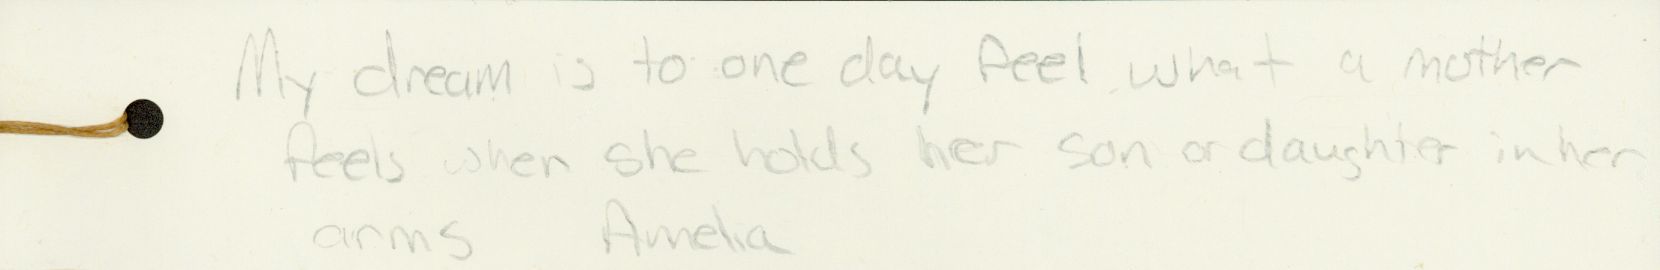 My dream is to one day feel what a mother
feels when she holds her son or daughter in her
arms Amelia